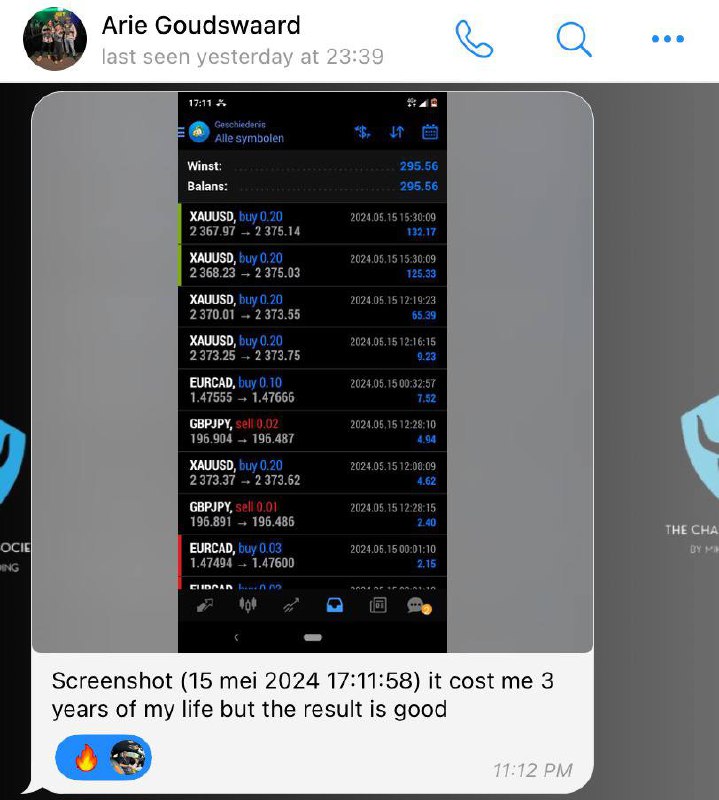 Arie Goudswaard
last seen yesterday at 23:39
17:11
Geschiedenis
Alle symbolen
Winst: 295.56
Balans: 295.56
XAUUSD, buy 0.20 2024.05.15 15:30:09
2 367.97 → 2 375.14 132.17
XAUUSD, buy 0.20 2024.05.15 15:30:09
2 368.23 → 2 375.03 125.33
XAUUSD, buy 0.20 2024.05.15 12:19:23
2 370.01 → 2 373.55 65.39
XAUUSD, buy 0.20 2024.05.15 12:16:15
2 373.25 → 2 373.75 9.23
EURCAD, buy 0.10 2024.05.15 00:32:57
1.47555 → 1.47666 7.52
GBPJPY, sell 0.02 2024.05.15 12:28:10
196.904 → 196.487 4.94
XAUUSD, buy 0.20 2024.05.15 12:08:09
2 373.37 → 2 373.62 4.62
GBPJPY, sell 0.01 2024.05.15 12:28:15
196.891 → 196.486 2.40
EURCAD, buy 0.03 2024.05.15 00:01:10
1.47494 → 1.47600 2.15
OCIE
ING
THE CHA
BY MI
Screenshot (15 mei 2024 17:11:58) it cost me 3
years of my life but the result is good
11:12 PM